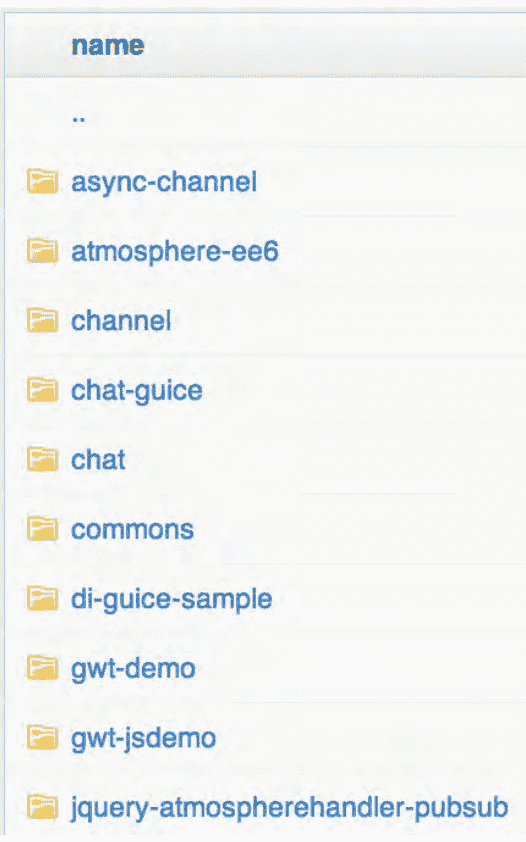 name
..
async-channel
atmosphere-ee6
channel
chat-guice
chat
commons
di-guice-sample
gwt-demo
gwt-jsdemo
jquery-atmospherehandler-pubsub